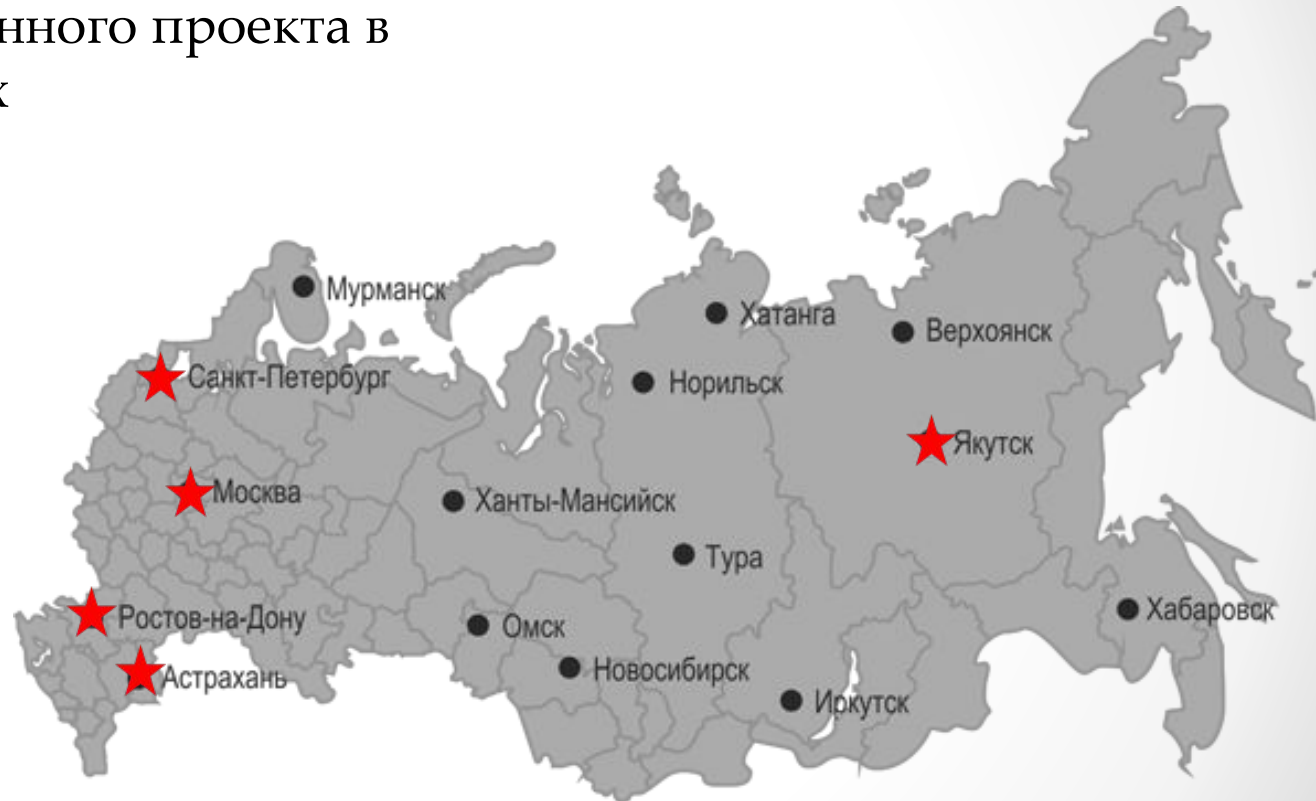 нного проекта в
х
Мурманск
Хатанга
Верхоянск
Санкт-Петербург
Норильск
Якутск
Москва
Ханты-Мансийск
Тура
Хабаровск
Ростов-на-Дону
Омск
Новосибирск
Астрахань
Иркутск